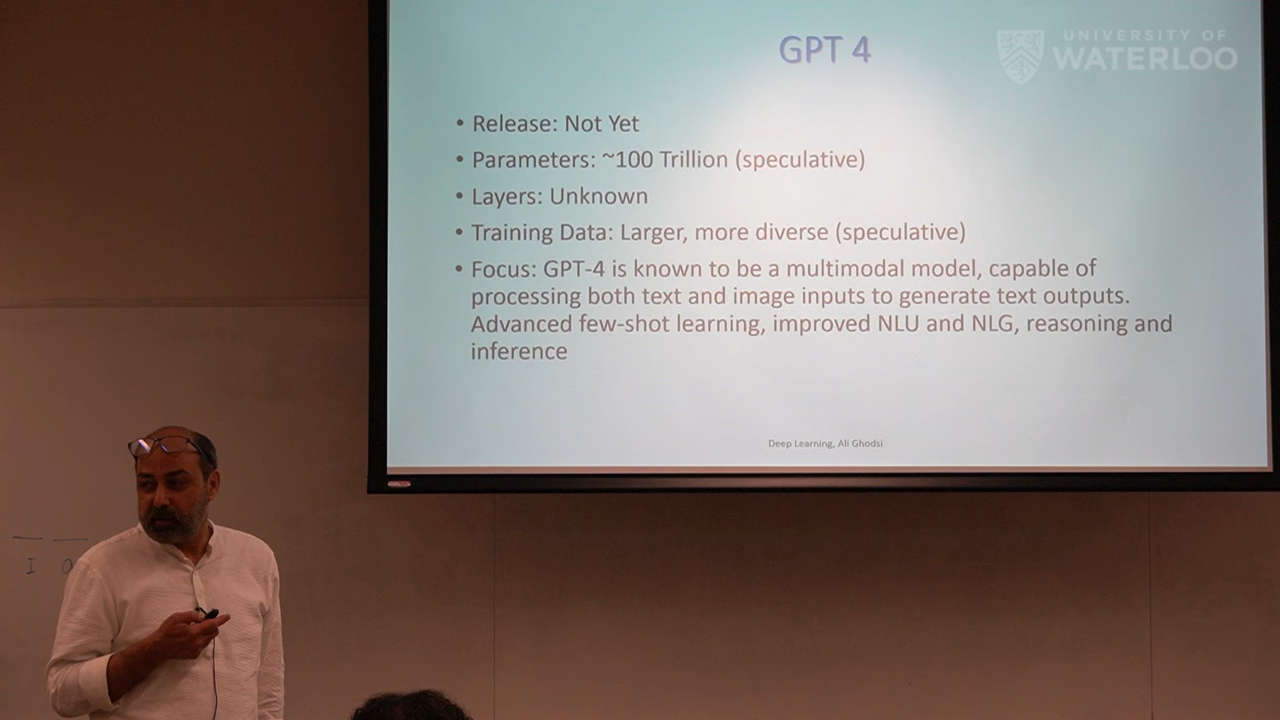 GPT 4
UNIVERSITY OF
WATERLOO
• Release: Not Yet
• Parameters: ~100 Trillion (speculative)
• Layers: Unknown
• Training Data: Larger, more diverse (speculative)
• Focus: GPT-4 is known to be a multimodal model, capable of
processing both text and image inputs to generate text outputs.
Advanced few-shot learning, improved NLU and NLG, reasoning and
inference
Deep Learning, Ali Ghodsi
I